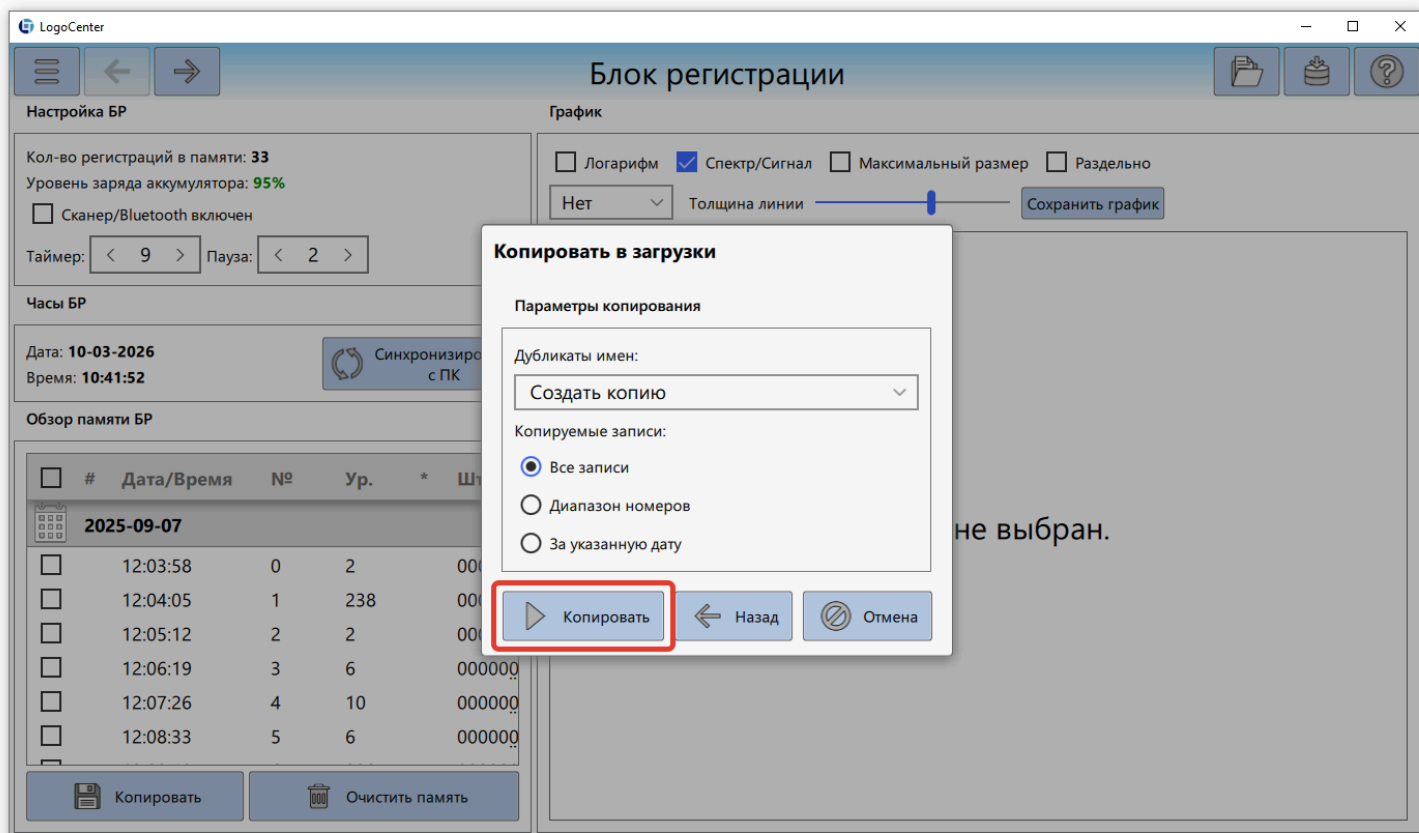 LogoCenter
Блок регистрации
Настройка БР
Кол-во регистраций в памяти: 33
Уровень заряда аккумулятора: 95%
Сканер/Bluetooth включен
Таймер: < 9 > Пауза: < 2 >
Часы БР
Дата: 10-03-2026
Время: 10:41:52
Синхронизиро
с ПК
Обзор памяти БР
# Дата/Время № Ур. * Шт
2025-09-07
12:03:58 0 2 000
12:04:05 1 238 000
12:05:12 2 2 000
12:06:19 3 6 000000
12:07:26 4 10 000000
12:08:33 5 6 000000
Копировать
Очистить память
График
Логарифм Спектр/Сигнал Максимальный размер Раздельно
Нет Толщина линии Сохранить график
не выбран.
Копировать в загрузки
Параметры копирования
Дубликаты имен:
Создать копию
Копируемые записи:
Все записи
Диапазон номеров
За указанную дату
Копировать Назад Отмена